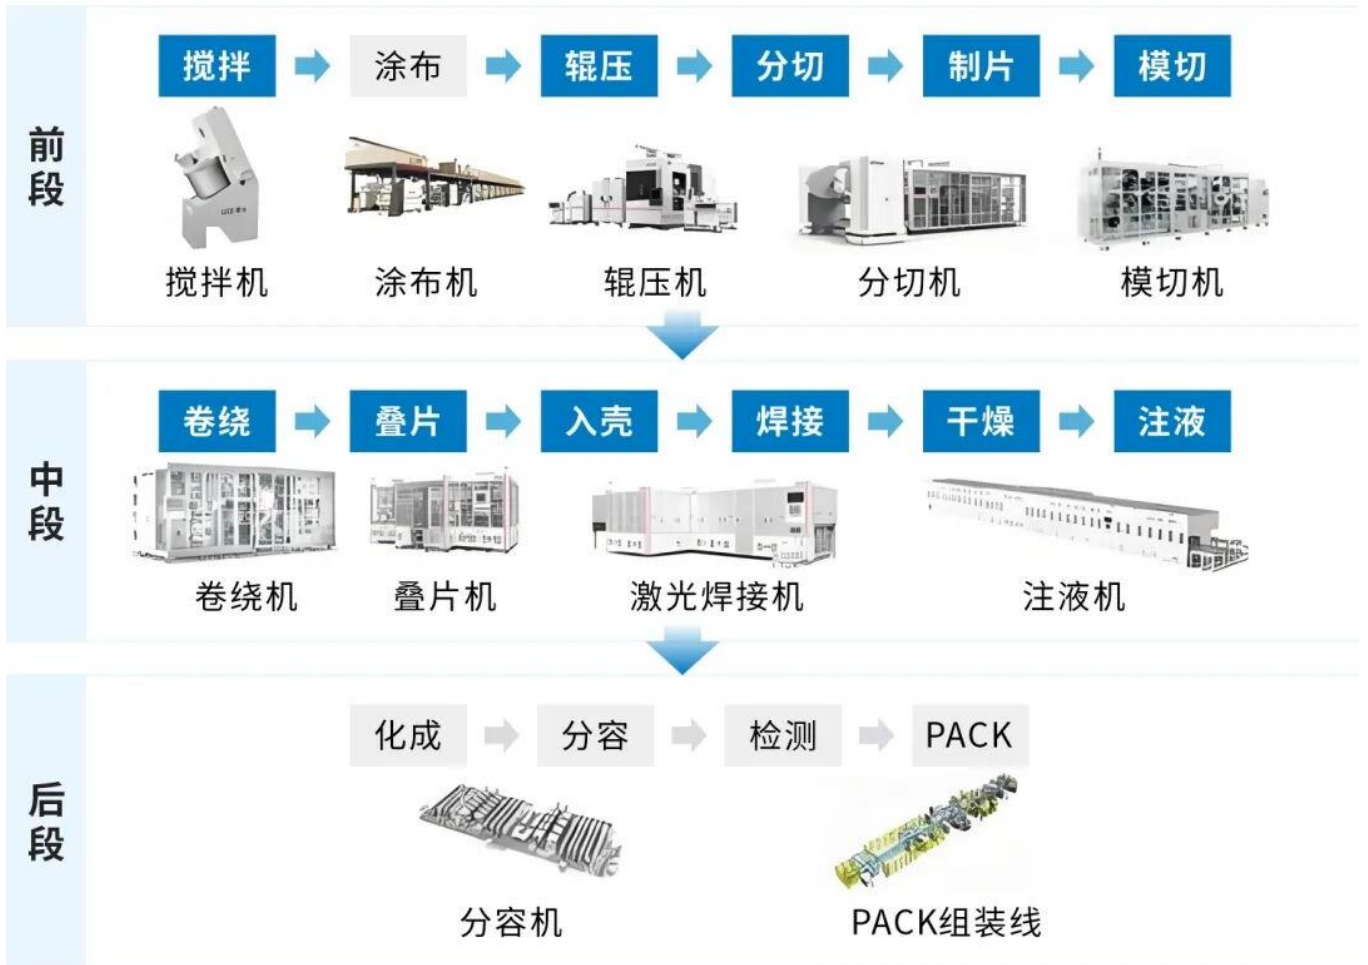 前段
搅拌
涂布
辊压
分切
制片
模切
搅拌机
涂布机
辊压机
分切机
模切机
中段
卷绕
叠片
入壳
焊接
干燥
注液
卷绕机
叠片机
激光焊接机
注液机
后段
化成
分容
检测
PACK
分容机
PACK组装线